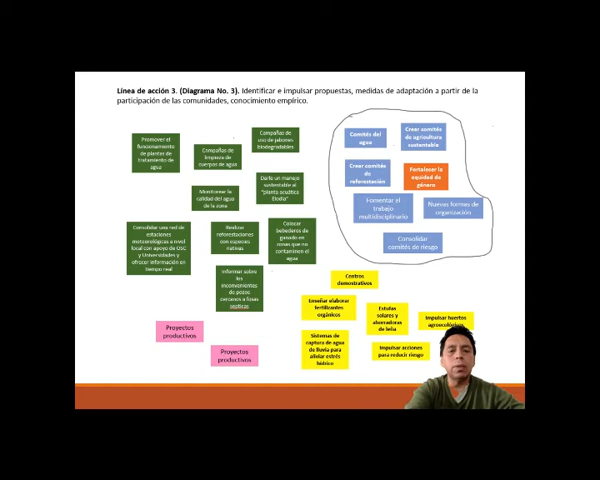 Línea de acción 3. (Diagrama No. 3). Identificar e impulsar propuestas, medidas de adaptación a partir de la
participación de las comunidades, conocimiento empírico.
Promover el
funcionamiento
de plantas de
tratamiento de
agua
Campañas de
limpieza de
cuerpos de agua
Campañas de
uso de jabones
biodegradables
Monitorear la
calidad del agua
de la zona
Darle un manejo
sustentable al
"planta acuática
Elodia"
Consolidar una red de
estaciones
meteorológicas a nivel
local con apoyo de OSC
y Universidades y
ofrecer información en
tiempo real
Realizar
reforestaciones
con especies
nativas
Colocar
bebederos de
ganado en
zonas que no
contaminen el
agua
Informar sobre
los
inconvenientes
de pozos
cercanos a fosas
sépticas
Proyectos
productivos
Proyectos
productivos
Comités del
agua
Crear comités
de agricultura
sustentable
Crear comités
de
reforestación
Fortalecer la
equidad de
género
Fomentar el
trabajo
multidisciplinario
Nuevas formas de
organización
Consolidar
comités de riesgo
Centros
demostrativos
Enseñar elaborar
fertilizantes
orgánicos
Estufas
solares y
ahorradoras
de leña
Impulsar huertos
agroecológicos
Sistemas de
captura de agua
de lluvia para
aliviar estrés
hídrico
Impulsar acciones
para reducir riesgo